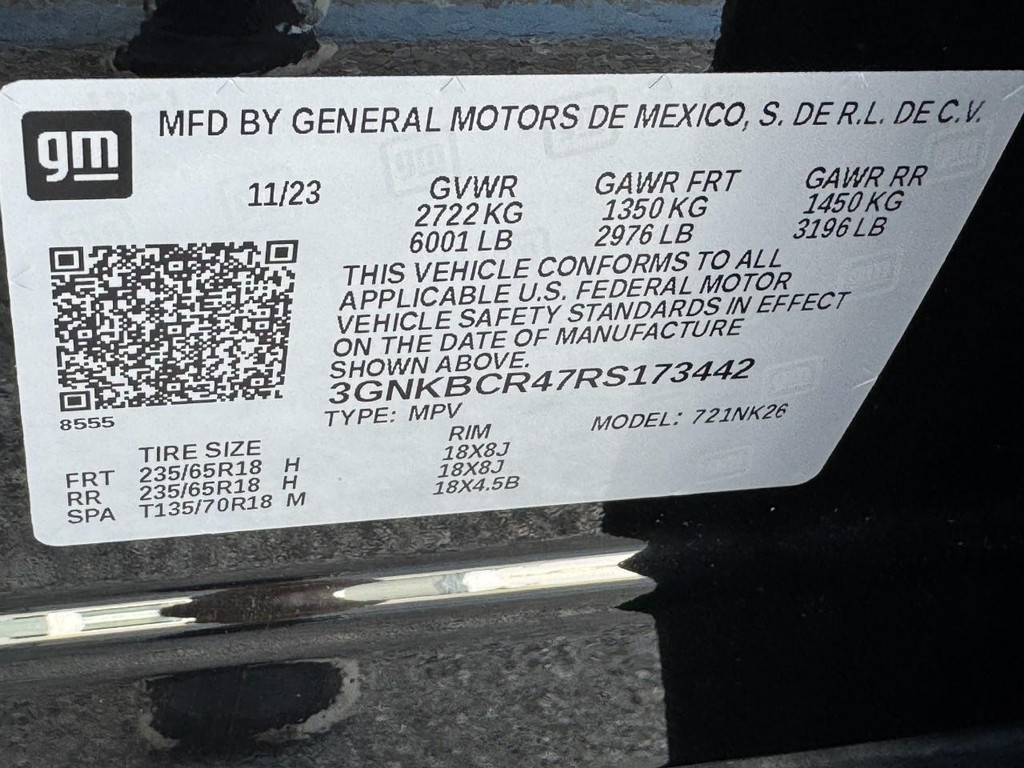 gm
MFD BY GENERAL MOTORS DE MEXICO, S. DE R.L. DE C.V.
11/23 GVWR GAWR FRT GAWR RR
2722 KG 1350 KG 1450 KG
6001 LB 2976 LB 3196 LB
THIS VEHICLE CONFORMS TO ALL
APPLICABLE U.S. FEDERAL MOTOR
VEHICLE SAFETY STANDARDS IN EFFECT
ON THE DATE OF MANUFACTURE
SHOWN ABOVE.
3GNKBCR47RS173442
8555
TYPE: MPV MODEL: 721NK26
TIRE SIZE RIM
FRT 235/65R18 H 18X8J
RR 235/65R18 H 18X8J
SPA T135/70R18 M 18X4.5B